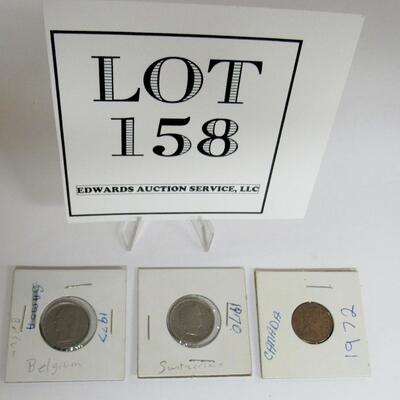 LOT
158
EDWARDS AUCTION SERVICE, LLC
1977
Belgium
1970
CANADA
1972